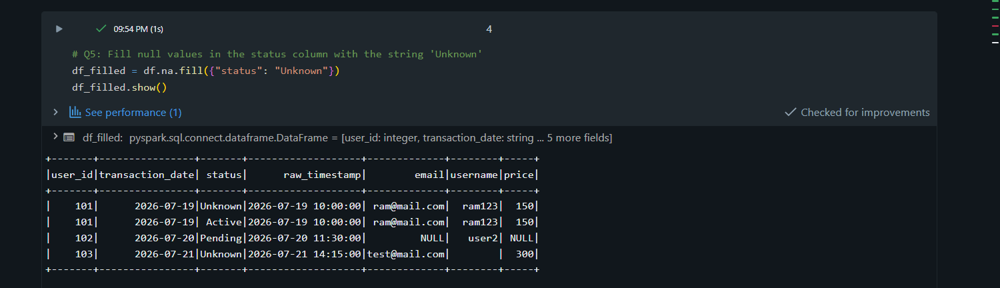 09:54 PM (1s)
4
# Q5: Fill null values in the status column with the string 'Unknown'
df_filled = df.na.fill({"status": "Unknown"})
df_filled.show()
See performance (1)
Checked for improvements
df_filled: pyspark.sql.connect.dataframe.DataFrame = [user_id: integer, transaction_date: string ... 5 more fields]
+-------+----------------+-------+-------------------+-------------+--------+-----+
|user_id|transaction_date| status|      raw_timestamp|        email|username|price|
+-------+----------------+-------+-------------------+-------------+--------+-----+
|    101|      2026-07-19|Unknown|2026-07-19 10:00:00| ram@mail.com|  ram123|  150|
|    101|      2026-07-19| Active|2026-07-19 10:00:00| ram@mail.com|  ram123|  150|
|    102|      2026-07-20|Pending|2026-07-20 11:30:00|         NULL|   user2| NULL|
|    103|      2026-07-21|Unknown|2026-07-21 14:15:00|test@mail.com|        |  300|
+-------+----------------+-------+-------------------+-------------+--------+-----+